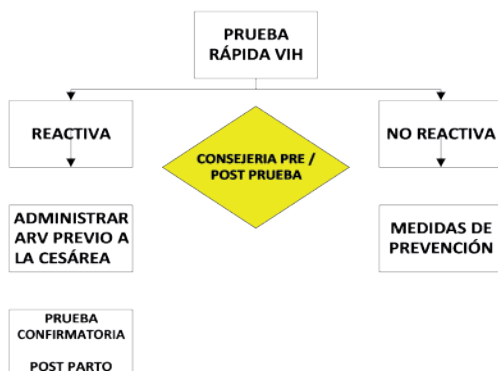 PRUEBA
RÁPIDA VIH
REACTIVA
CONSEJERIA PRE /
POST PRUEBA
NO REACTIVA
ADMINISTRAR
ARV PREVIO A
LA CESÁREA
MEDIDAS DE
PREVENCIÓN
PRUEBA
CONFIRMATORIA
POST PARTO